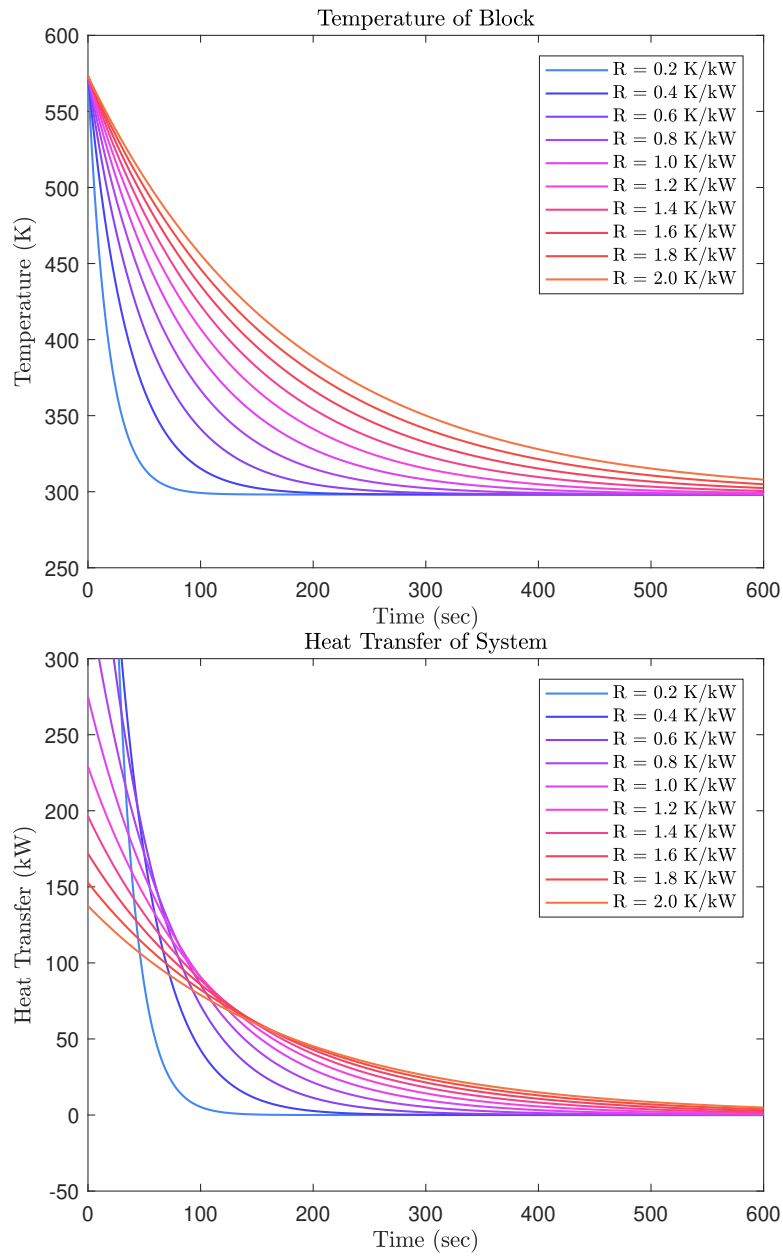 Temperature of Block
600
550
500
450
400
350
300
250
Temperature (K)
R = 0.2 K/kW
R = 0.4 K/kW
R = 0.6 K/kW
R = 0.8 K/kW
R = 1.0 K/kW
R = 1.2 K/kW
R = 1.4 K/kW
R = 1.6 K/kW
R = 1.8 K/kW
R = 2.0 K/kW
0 100 200 300 400 500 600
Time (sec)
Heat Transfer of System
300
250
200
150
100
50
0
-50
Heat Transfer (kW)
R = 0.2 K/kW
R = 0.4 K/kW
R = 0.6 K/kW
R = 0.8 K/kW
R = 1.0 K/kW
R = 1.2 K/kW
R = 1.4 K/kW
R = 1.6 K/kW
R = 1.8 K/kW
R = 2.0 K/kW
0 100 200 300 400 500 600
Time (sec)